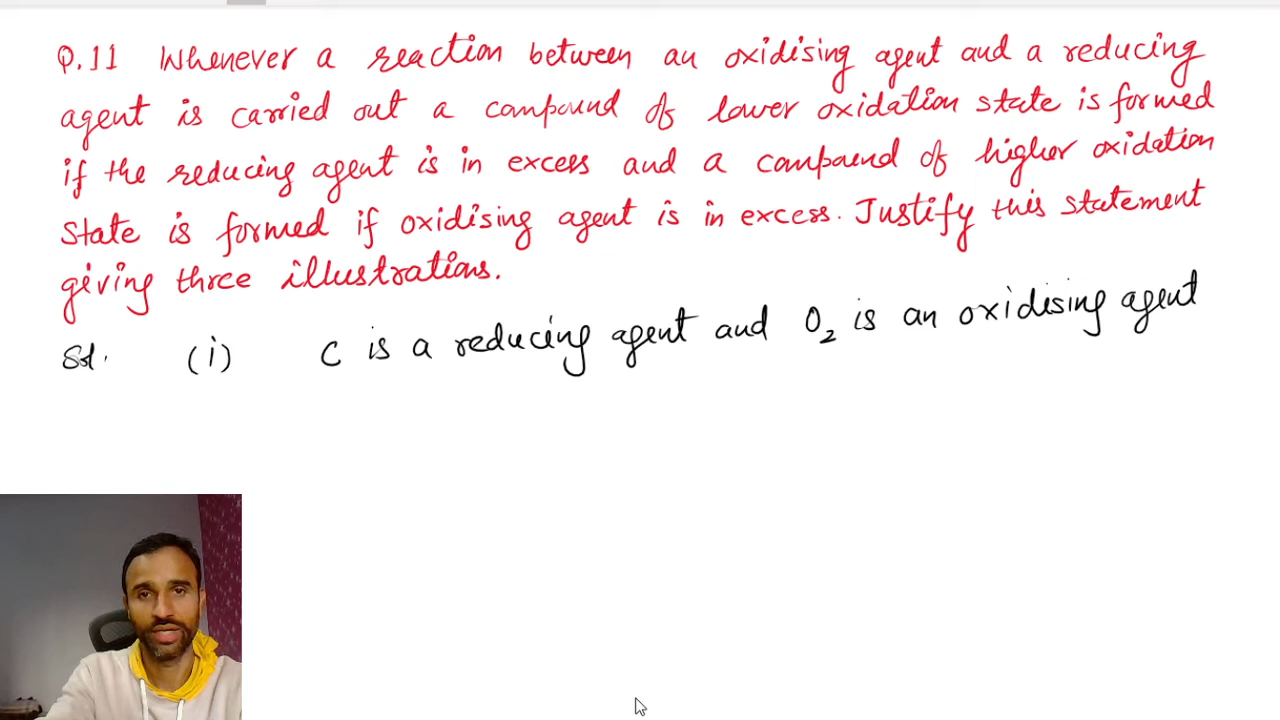 Q.11 Whenever a reaction between an oxidising agent and a reducing
agent is carried out a compound of lower oxidation state is formed
if the reducing agent is in excess and a compound of higher oxidation
state is formed if oxidising agent is in excess. Justify this statement
giving three illustrations.
Sol. (i) C is a reducing agent and O₂ is an oxidising agent